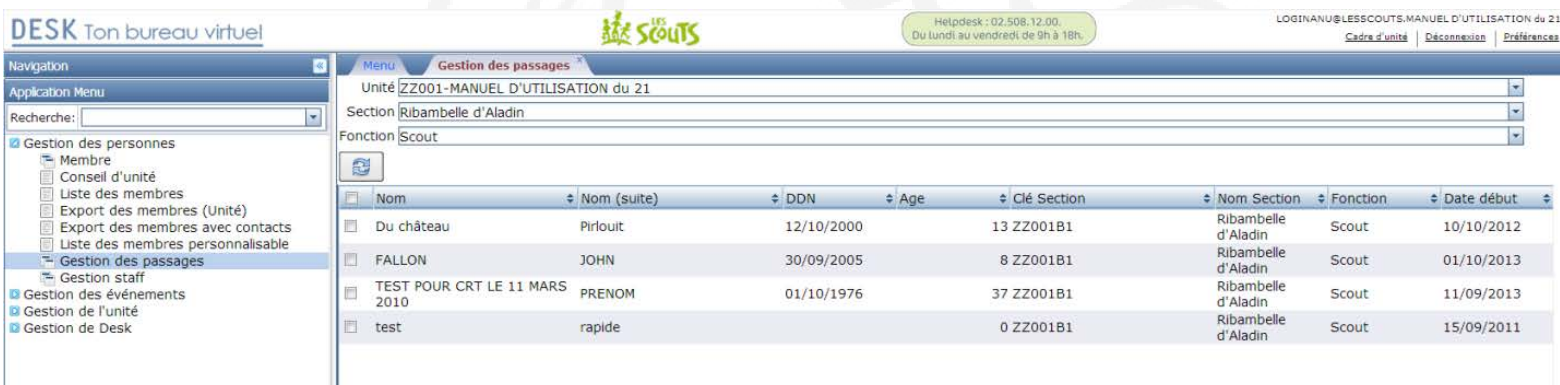 DESK Ton bureau virtuel
LES SCOUTS
Helpdesk : 02.508.12.00.
Du lundi au vendredi de 9h à 18h.
LOGINANU@LESSCOUTS.MANUEL D'UTILISATION du 21
Cadre d'unité | Déconnexion | Préférences
Navigation
Application Menu
Recherche:
Gestion des personnes
Membre
Conseil d'unité
Liste des membres
Export des membres (Unité)
Export des membres avec contacts
Liste des membres personnalisable
Gestion des passages
Gestion staff
Gestion des événements
Gestion de l'unité
Gestion de Desk
Menu Gestion des passages
Unité ZZ001-MANUEL D'UTILISATION du 21
Section Ribambelle d'Aladin
Fonction Scout
Nom Nom (suite) DDN Age Clé Section Nom Section Fonction Date début
Du château Pirlouit 12/10/2000 13 ZZ001B1 Ribambelle d'Aladin Scout 10/10/2012
FALLON JOHN 30/09/2005 8 ZZ001B1 Ribambelle d'Aladin Scout 01/10/2013
TEST POUR CRT LE 11 MARS 2010 PRENOM 01/10/1976 37 ZZ001B1 Ribambelle d'Aladin Scout 11/09/2013
test rapide 0 ZZ001B1 Ribambelle d'Aladin Scout 15/09/2011